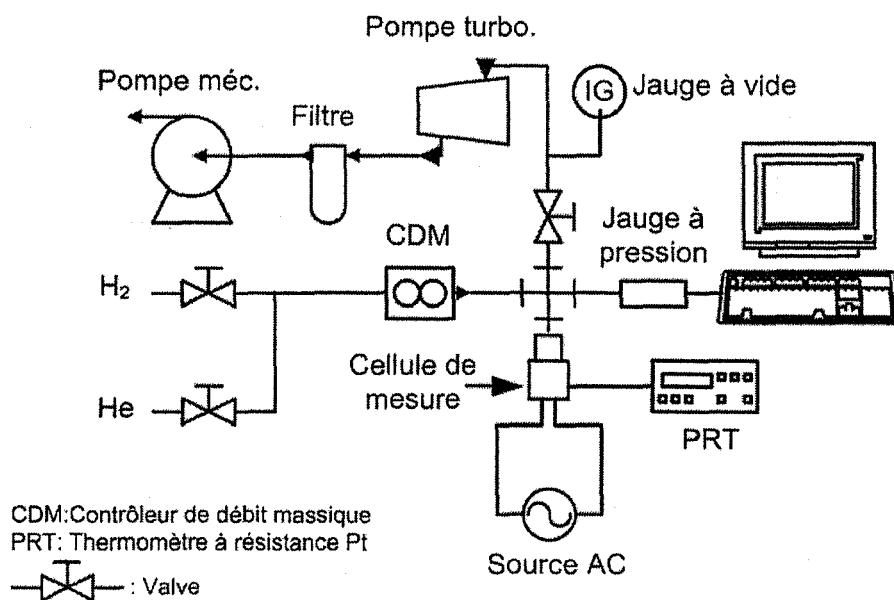 Pompe turbo.
Pompe méc.
IG
Jauge à vide
Filtre
CDM
Jauge à
pression
H₂
Cellule de
mesure
He
PRT
CDM:Contrôleur de débit massique
PRT: Thermomètre à résistance Pt
: Valve
Source AC